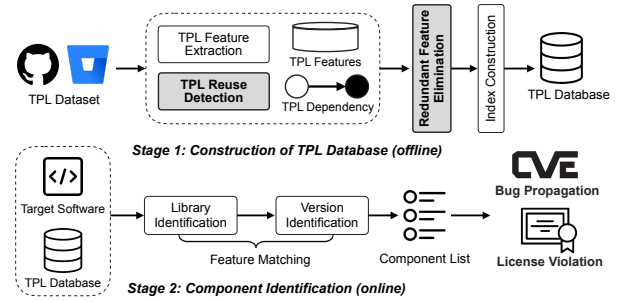 TPL Dataset
TPL Feature
Extraction
TPL Reuse
Detection
TPL Features
TPL Dependency
Redundant Feature
Elimination
Index Construction
TPL Database
Stage 1: Construction of TPL Database (offline)
</>
Target Software
TPL Database
Library
Identification
Version
Identification
Feature Matching
Component List
CVE
Bug Propagation
License Violation
Stage 2: Component Identification (online)